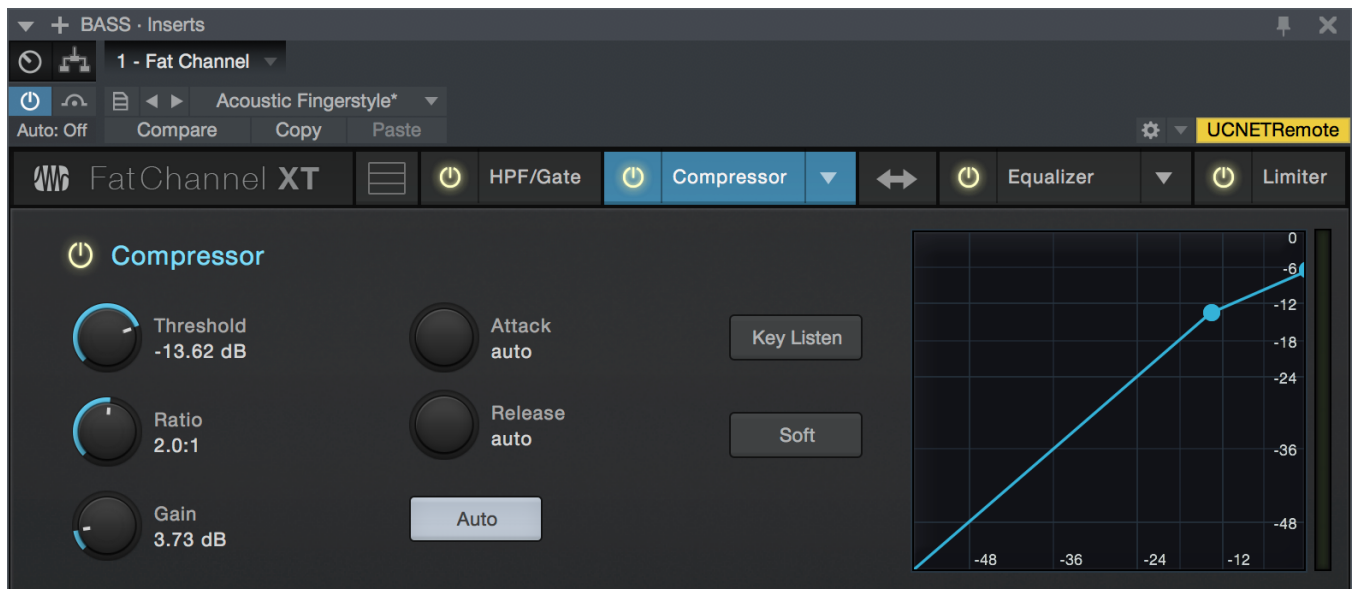 BASS · Inserts
1 - Fat Channel
Acoustic Fingerstyle*
Auto: Off Compare Copy Paste UCNETRemote
FatChannel XT HPF/Gate Compressor Equalizer Limiter
Compressor
Threshold
-13.62 dB
Ratio
2.0:1
Gain
3.73 dB
Attack
auto
Release
auto
Auto
Key Listen
Soft
0
-6
-12
-18
-24
-36
-48
-48 -36 -24 -12